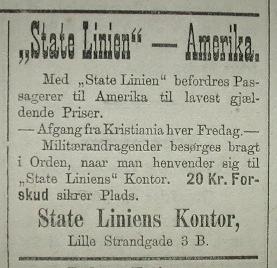 „State Linien“ — Amerika.
Med „State Linien“ befordres Pas-
sagerer til Amerika til lavest gjæl-
dende Priser.
— Afgang fra Kristiania hver Fredag.—
Militærandragender besørges bragt
i Orden, naar man henvender sig til
„State Liniens“ Kontor. 20 Kr. For-
skud sikrer Plads.
State Liniens Kontor,
Lille Strandgade 3 B.